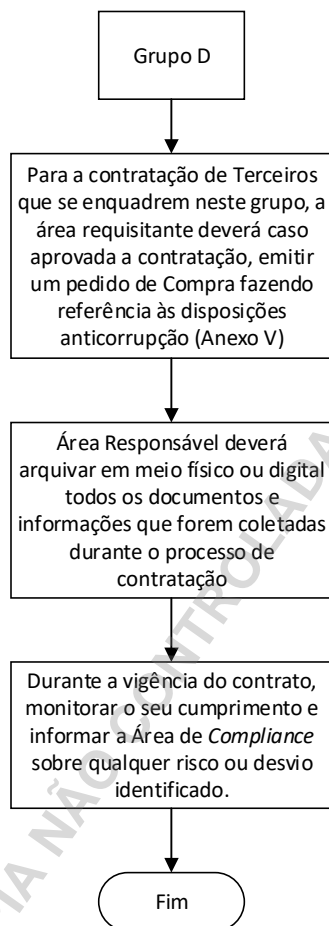 Grupo D
Para a contratação de Terceiros
que se enquadrem neste grupo, a
área requisitante deverá caso
aprovada a contratação, emitir
um pedido de Compra fazendo
referência às disposições
anticorrupção (Anexo V)
Área Responsável deverá
arquivar em meio físico ou digital
todos os documentos e
informações que forem coletadas
durante o processo de
contratação
Durante a vigência do contrato,
monitorar o seu cumprimento e
informar a Área de Compliance
sobre qualquer risco ou desvio
identificado.
Fim
IA NÃO CONTROLADA